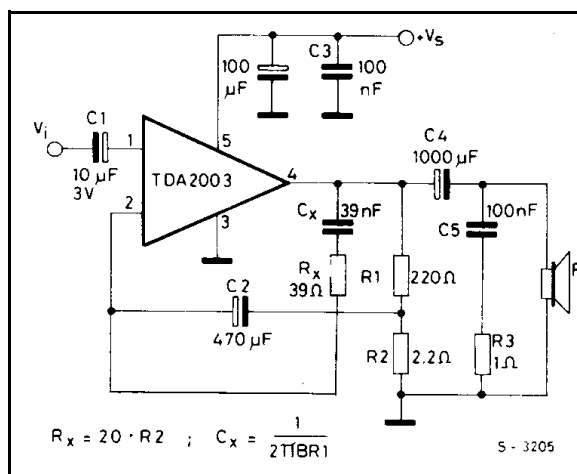 +Vs
C3
100 µF
100 nF
C1
Vi
10 µF
3V
1
2
5
4
3
TDA2003
C4
1000 µF
Cx
39nF
100nF
C5
Rx
39Ω
R1
220Ω
C2
470 µF
R2
2.2Ω
R3
1Ω
Rx = 20 · R2 ; Cx = 1 / 2πBR1
S - 3205